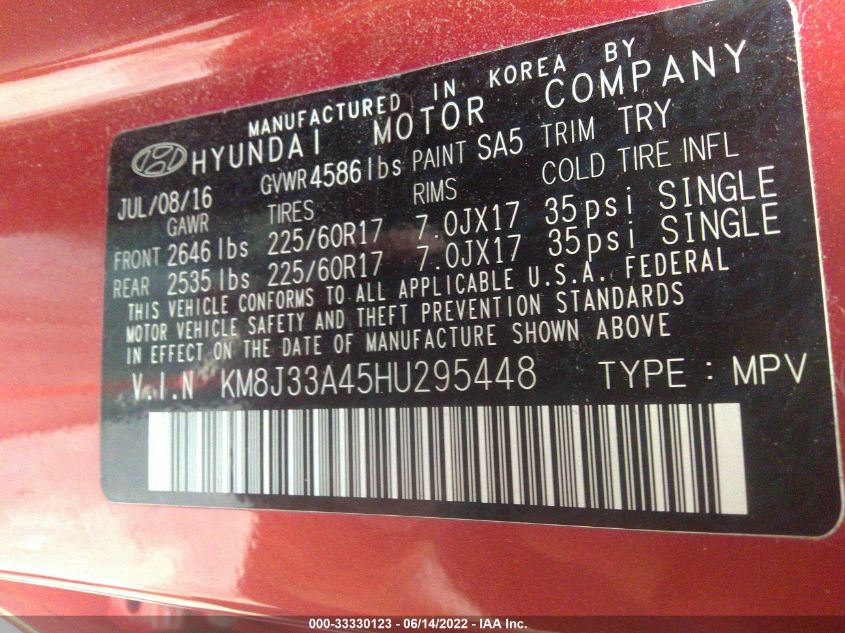 MANUFACTURED IN KOREA BY
HYUNDAI MOTOR COMPANY
JUL/08/16 GVWR 4586 lbs PAINT SA5 TRIM TRY
GAWR TIRES RIMS COLD TIRE INFL
FRONT 2646 lbs 225/60R17 7.0JX17 35psi SINGLE
REAR 2535 lbs 225/60R17 7.0JX17 35psi SINGLE
THIS VEHICLE CONFORMS TO ALL APPLICABLE U.S.A. FEDERAL
MOTOR VEHICLE SAFETY AND THEFT PREVENTION STANDARDS
IN EFFECT ON THE DATE OF MANUFACTURE SHOWN ABOVE
V.I.N KM8J33A45HU295448 TYPE : MPV
000-33330123 - 06/14/2022 - IAA Inc.